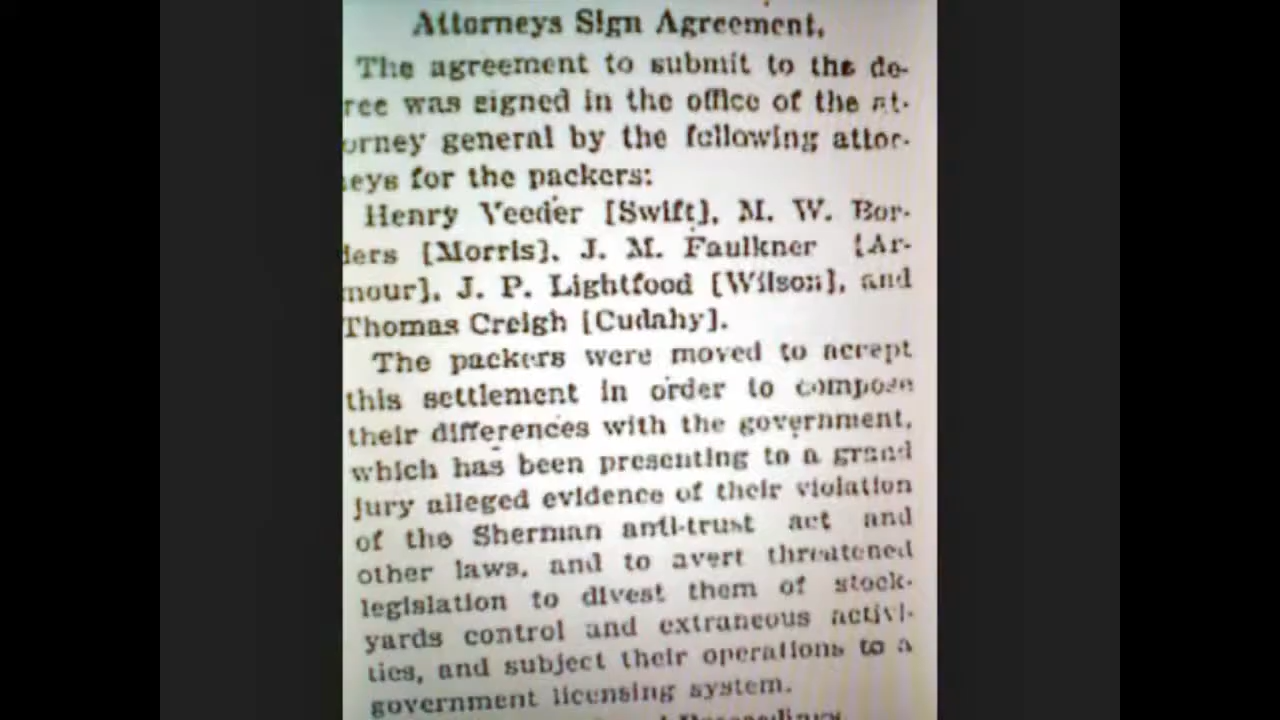 Attorneys Sign Agreement.
The agreement to submit to the de-
ree was signed in the office of the at-
orney general by the following attor-
eys for the packers:
Henry Veeder [Swift], M. W. Bor-
ders [Morris], J. M. Faulkner [Ar-
mour], J. P. Lightfood [Wilson], and
Thomas Creigh [Cudahy].
The packers were moved to accept
this settlement in order to compose
their differences with the government,
which has been presenting to a grand
jury alleged evidence of their violation
of the Sherman anti-trust act and
other laws, and to avert threatened
legislation to divest them of stock-
yards control and extraneous activi-
ties, and subject their operations to a
government licensing system.